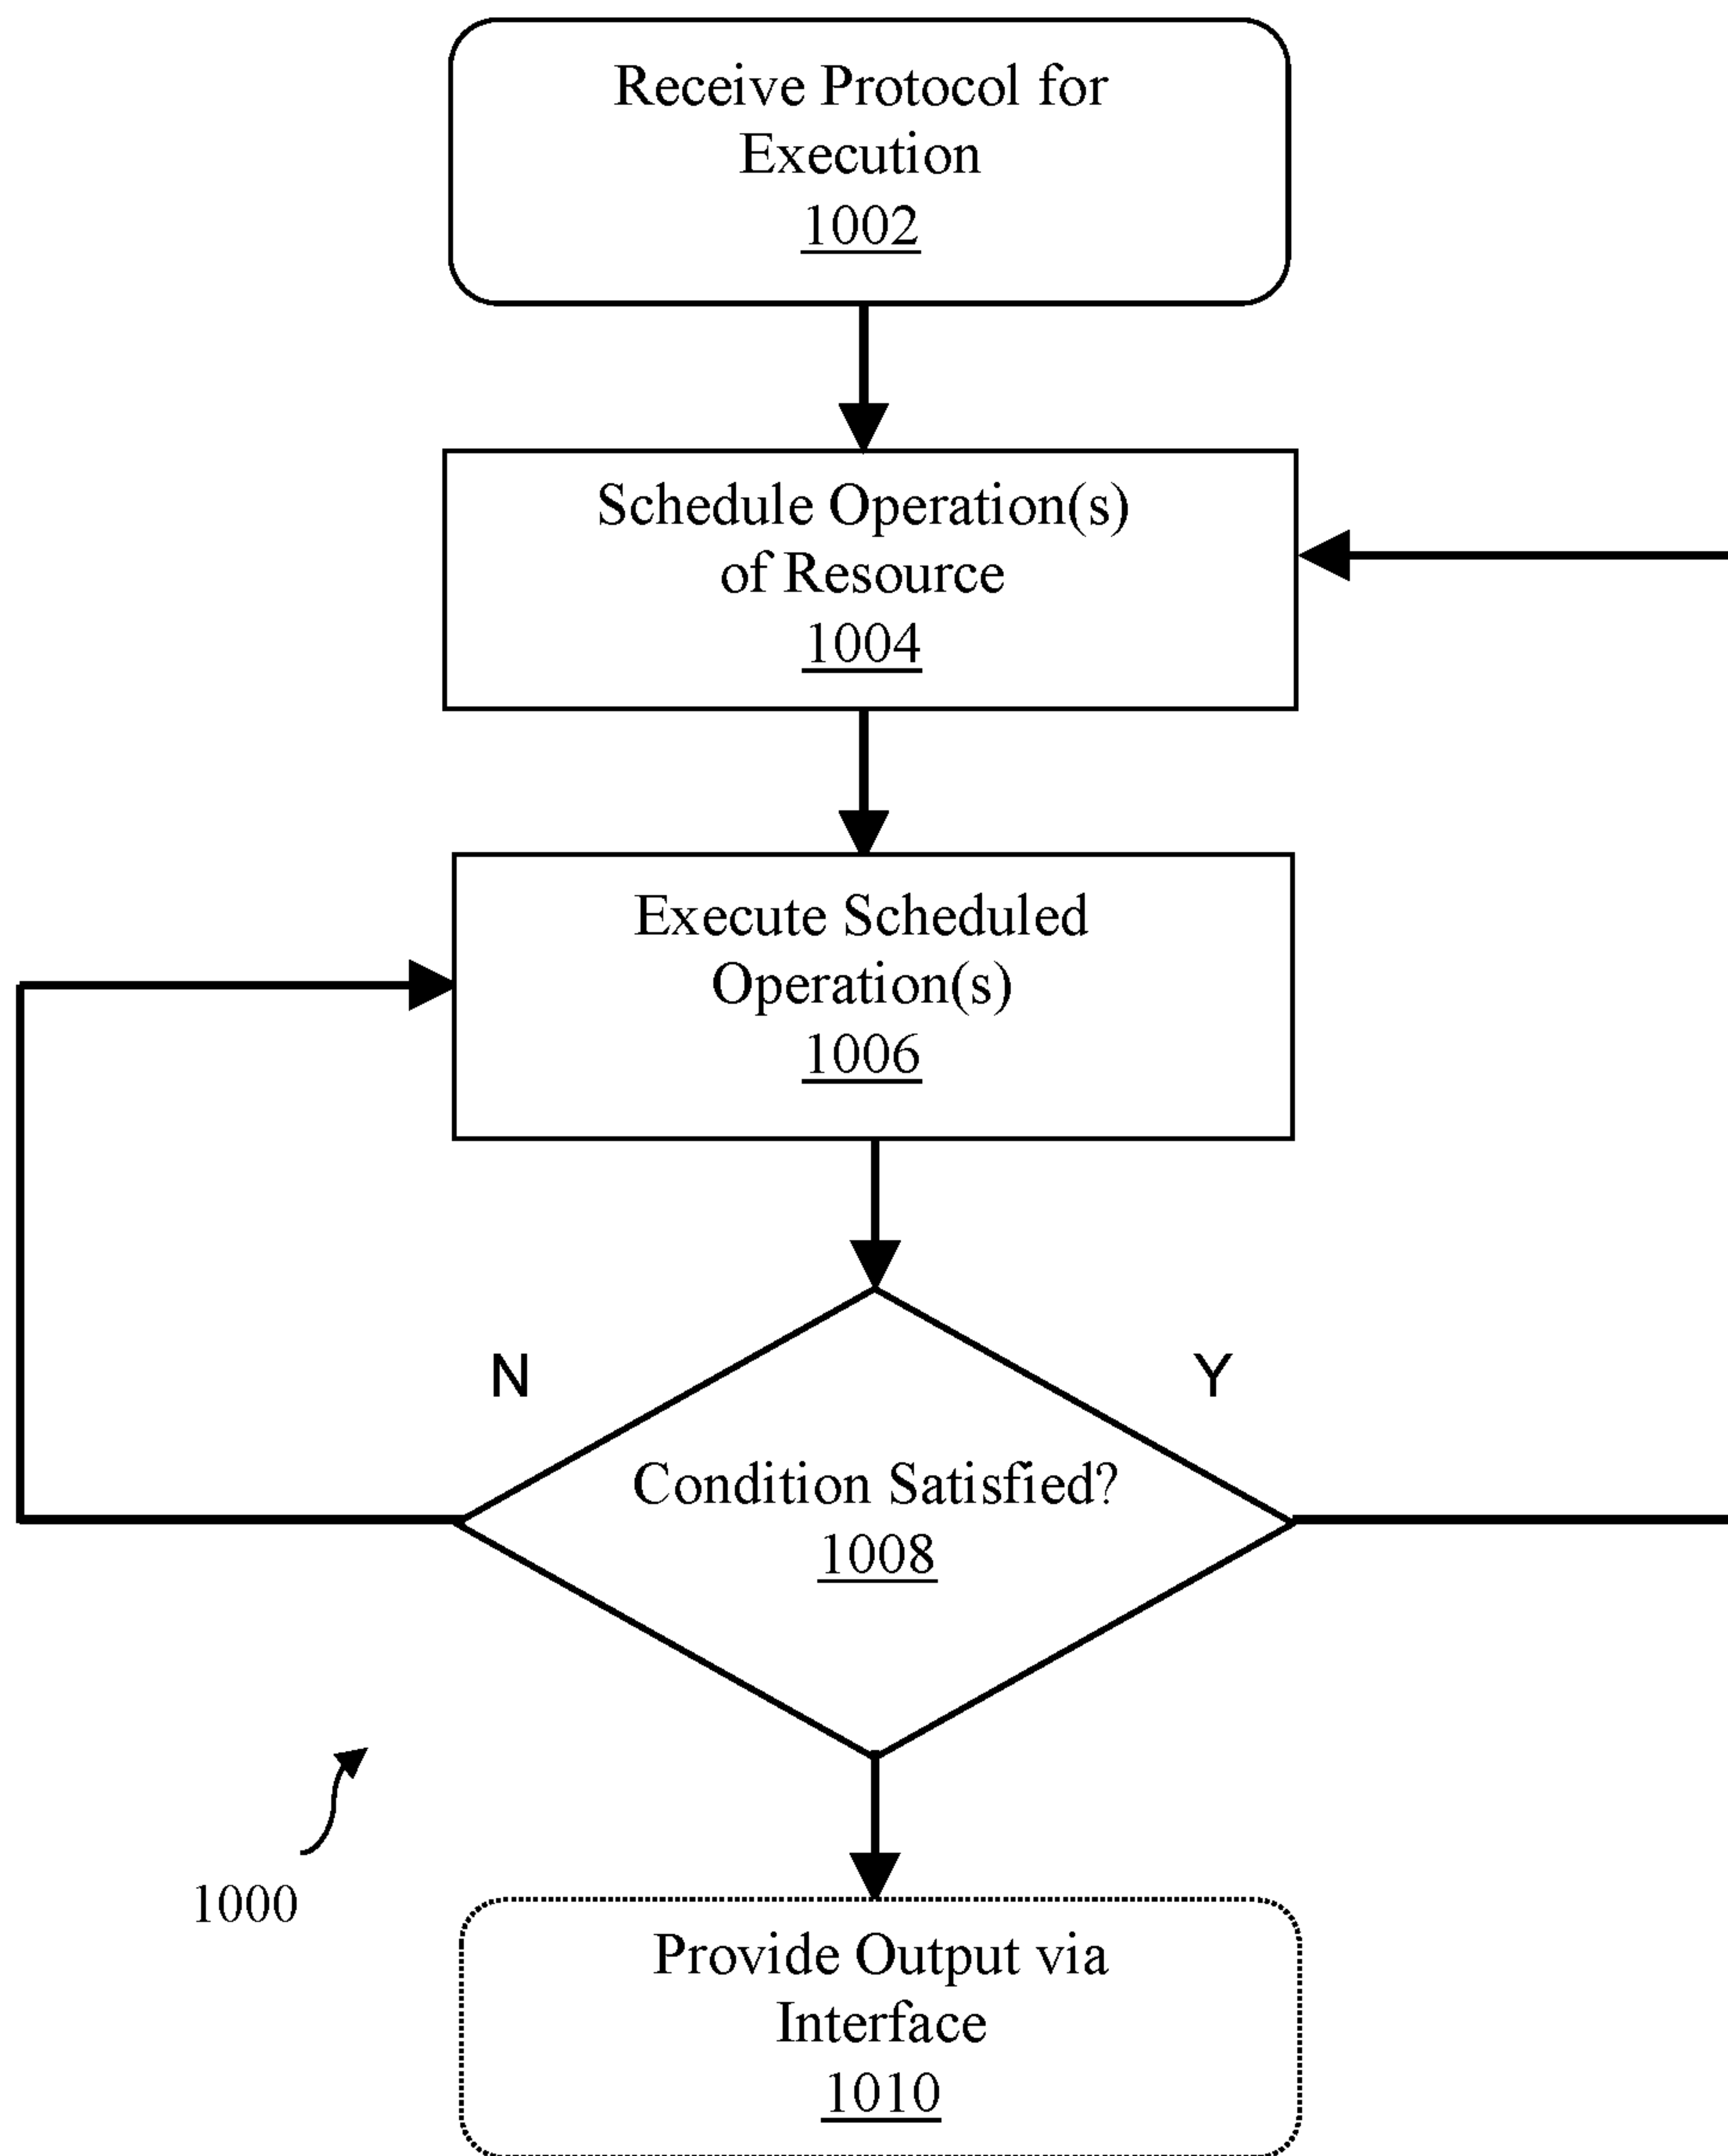 Receive Protocol for
Execution
1002
Schedule Operation(s)
of Resource
1004
Execute Scheduled
Operation(s)
1006
N
Y
Condition Satisfied?
1008
1000
Provide Output via
Interface
1010